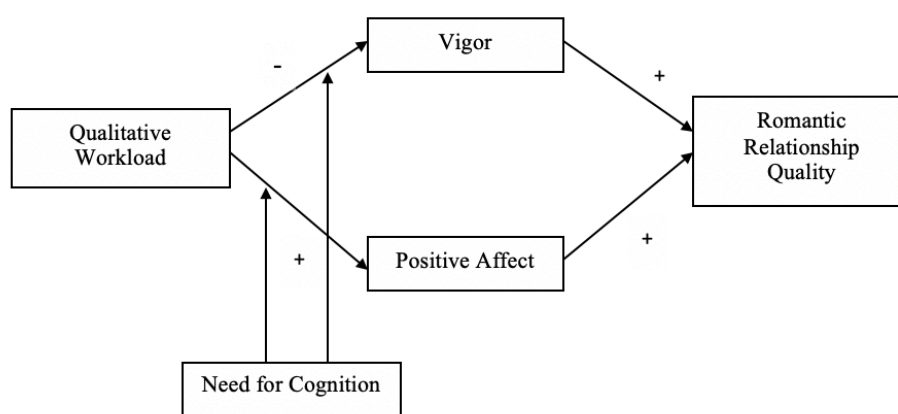 Vigor
-
+
Qualitative
Workload
Romantic
Relationship
Quality
+
+
Positive Affect
Need for Cognition